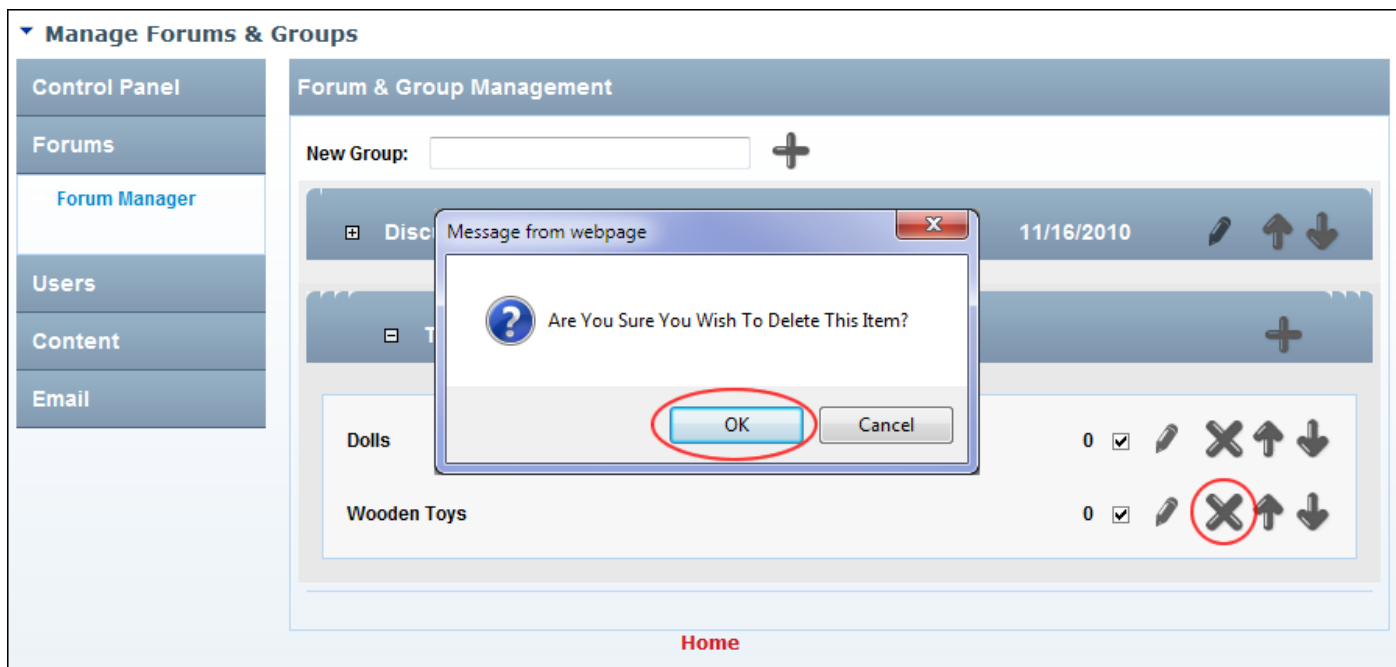 Manage Forums & Groups
Control Panel
Forums
Forum Manager
Users
Content
Email
Forum & Group Management
New Group:
11/16/2010
Message from webpage
Are You Sure You Wish To Delete This Item?
OK Cancel
Dolls 0
Wooden Toys 0
Home